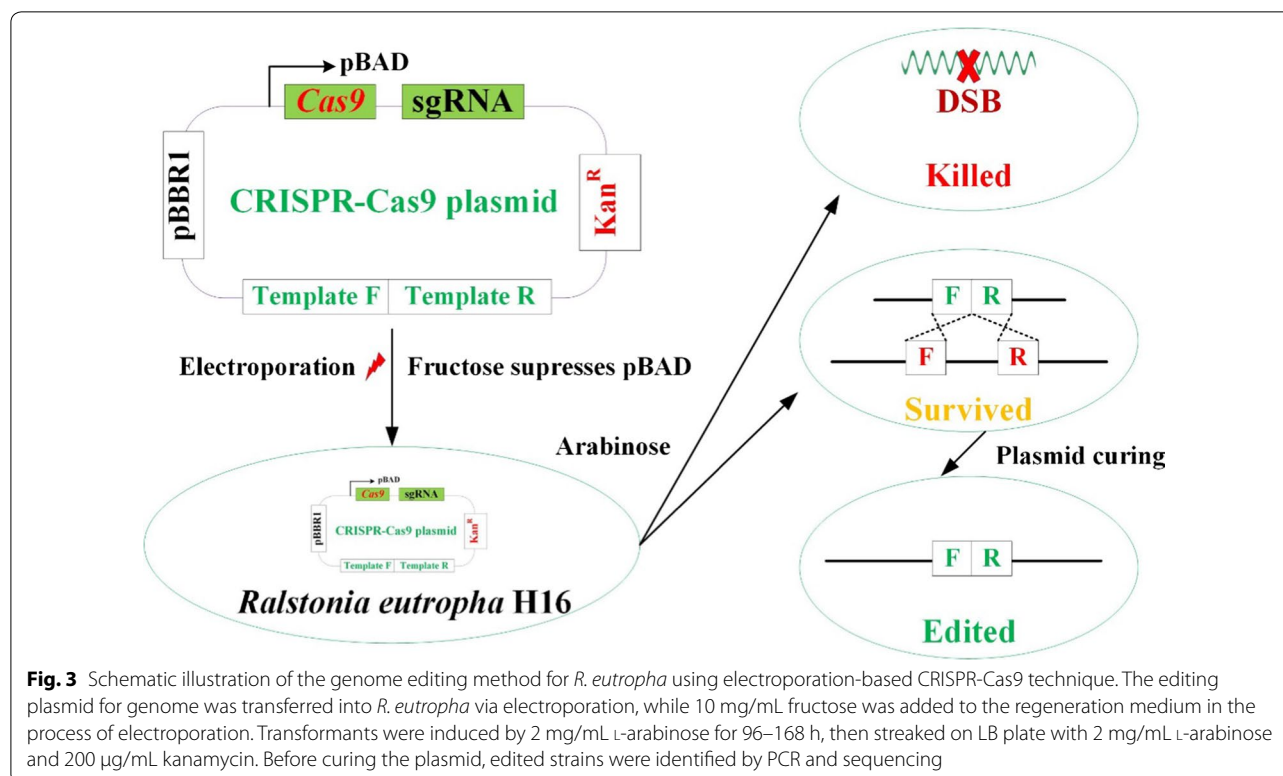 pBAD
Cas9 sgRNA
pBBR1
CRISPR-Cas9 plasmid
Kan^R
Template F Template R
Electroporation Fructose supresses pBAD
pBAD
Cas9 sgRNA
pBBR1
CRISPR-Cas9 plasmid
Kan^R
Template F Template R
Ralstonia eutropha H16
Arabinose
DSB
Killed
F R
F R
Survived
Plasmid curing
F R
Edited
Fig. 3 Schematic illustration of the genome editing method for R. eutropha using electroporation-based CRISPR-Cas9 technique. The editing
plasmid for genome was transferred into R. eutropha via electroporation, while 10 mg/mL fructose was added to the regeneration medium in the
process of electroporation. Transformants were induced by 2 mg/mL L-arabinose for 96–168 h, then streaked on LB plate with 2 mg/mL L-arabinose
and 200 µg/mL kanamycin. Before curing the plasmid, edited strains were identified by PCR and sequencing